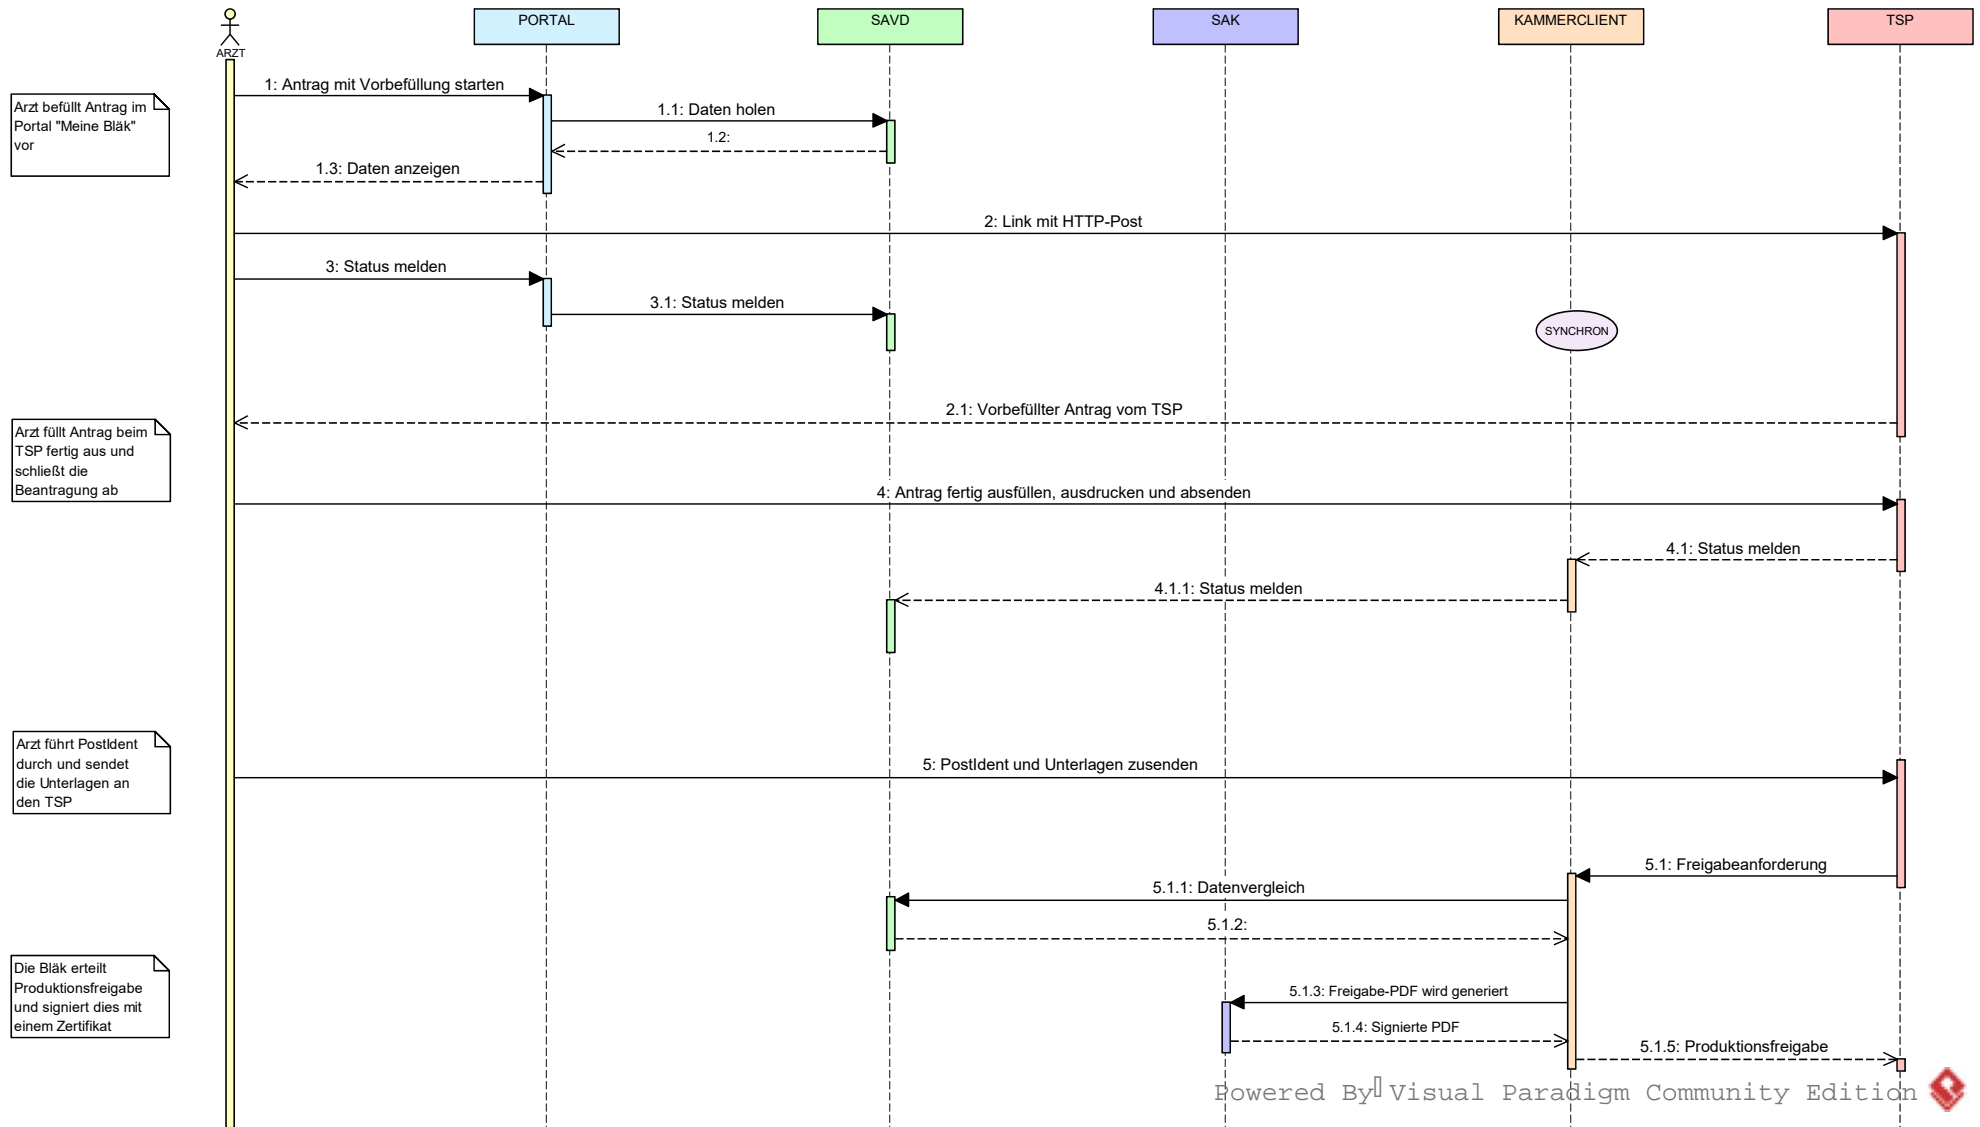 ARZT
PORTAL
SAVD
SAK
KAMMERCLIENT
TSP
1: Antrag mit Vorbefüllung starten
Arzt befüllt Antrag im
Portal "Meine Bläk"
vor
1.1: Daten holen
1.2:
1.3: Daten anzeigen
2: Link mit HTTP-Post
3: Status melden
3.1: Status melden
SYNCHRON
2.1: Vorbefüllter Antrag vom TSP
Arzt füllt Antrag beim
TSP fertig aus und
schließt die
Beantragung ab
4: Antrag fertig ausfüllen, ausdrucken und absenden
4.1: Status melden
4.1.1: Status melden
Arzt führt PostIdent
durch und sendet
die Unterlagen an
den TSP
5: PostIdent und Unterlagen zusenden
5.1: Freigabeanforderung
5.1.1: Datenvergleich
5.1.2:
Die Bläk erteilt
Produktionsfreigabe
und signiert dies mit
einem Zertifikat
5.1.3: Freigabe-PDF wird generiert
5.1.4: Signierte PDF
5.1.5: Produktionsfreigabe
Powered By Visual Paradigm Community Edition